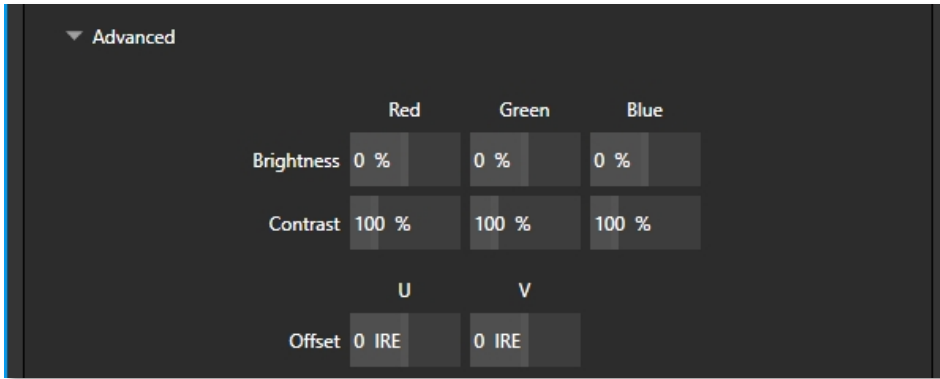 Advanced
Red Green Blue
Brightness 0 % 0 % 0 %
Contrast 100 % 100 % 100 %
U V
Offset 0 IRE 0 IRE